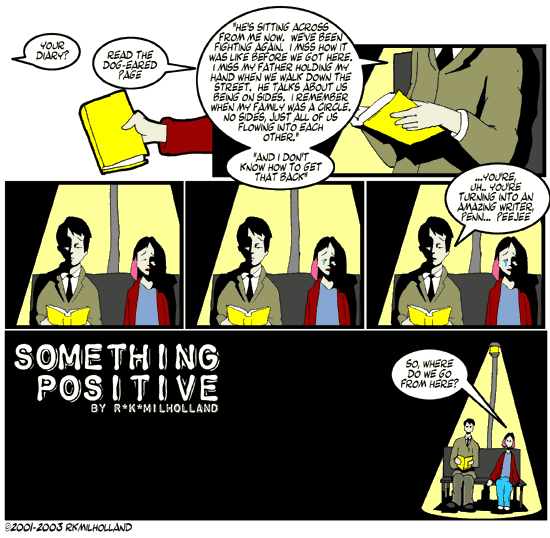 YOUR
DIARY?
READ THE
DOG-EARED
PAGE
"HE'S SITTING ACROSS
FROM ME NOW. WE'VE BEEN
FIGHTING AGAIN. I MISS HOW IT
WAS LIKE BEFORE WE GOT HERE.
I MISS MY FATHER HOLDING MY
HAND WHEN WE WALK DOWN THE
STREET. HE TALKS ABOUT US
BEING ON SIDES. I REMEMBER
WHEN MY FAMILY WAS A CIRCLE.
NO SIDES, JUST ALL OF US
FLOWING INTO EACH
OTHER."
"AND I DON'T
KNOW HOW TO GET
THAT BACK"
...YOU'RE,
UH.. YOU'RE
TURNING INTO AN
AMAZING WRITER,
PENN... PEEJEE
SOMETHING
POSITIVE
BY R*K*MILHOLLAND
SO, WHERE
DO WE GO
FROM HERE?
©2001-2003 RKMILHOLLAND